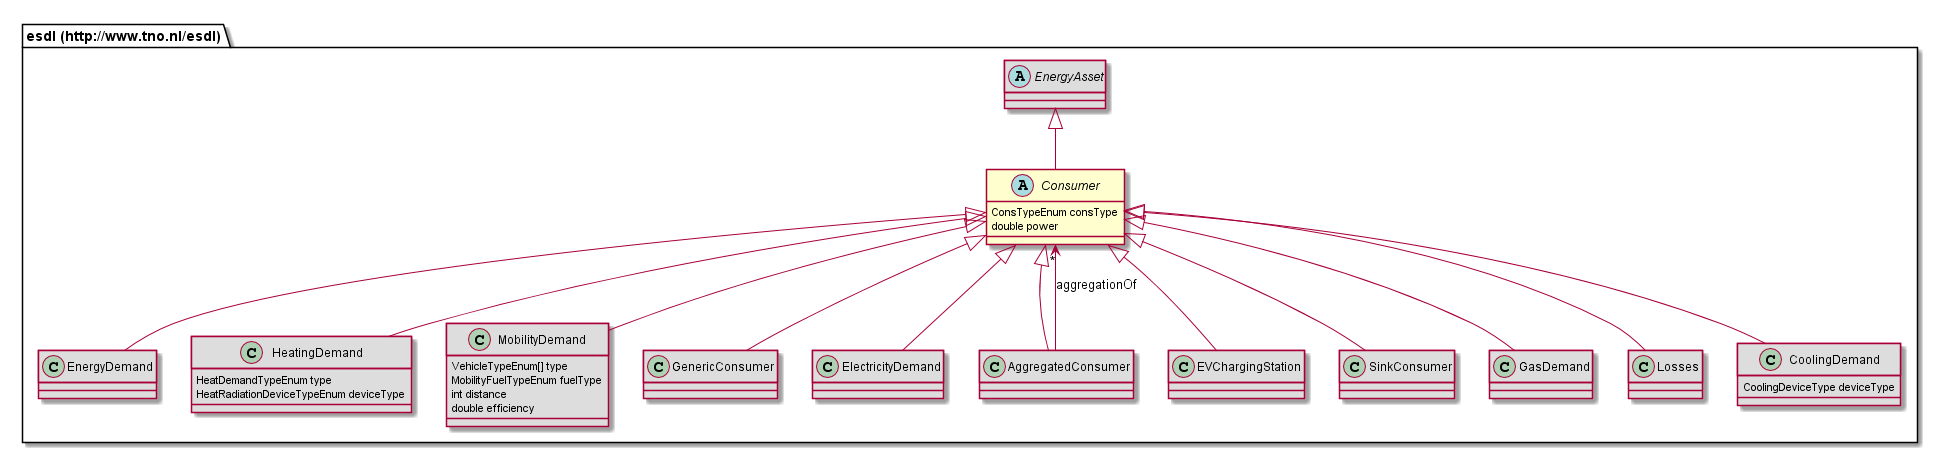 esdl (http://www.tno.nl/esdl)
A EnergyAsset
A Consumer
ConsTypeEnum consType
double power
*
aggregationOf
C EnergyDemand
C HeatingDemand
HeatDemandTypeEnum type
HeatRadiationDeviceTypeEnum deviceType
C MobilityDemand
VehicleTypeEnum[] type
MobilityFuelTypeEnum fuelType
int distance
double efficiency
C GenericConsumer
C ElectricityDemand
C AggregatedConsumer
C EVChargingStation
C SinkConsumer
C GasDemand
C Losses
C CoolingDemand
CoolingDeviceType deviceType